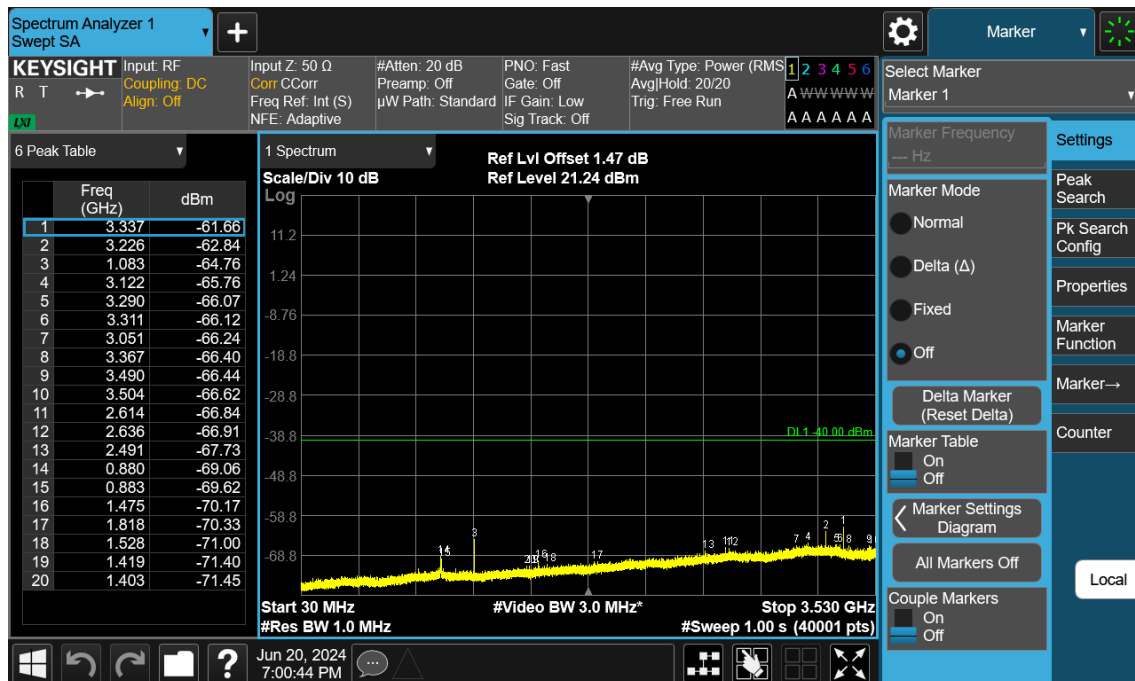 Spectrum Analyzer 1
Swept SA
Marker
KEYSIGHT
R T
LXI
Input: RF
Coupling: DC
Align: Off
Input Z: 50 Ω
Corr CCorr
Freq Ref: Int (S)
NFE: Adaptive
#Atten: 20 dB
Preamp: Off
µW Path: Standard
PNO: Fast
Gate: Off
IF Gain: Low
Sig Track: Off
#Avg Type: Power (RMS
Avg|Hold: 20/20
Trig: Free Run
1 2 3 4 5 6
A W W W W W
A A A A A A
6 Peak Table
Freq (GHz) dBm
1 3.337 -61.66
2 3.226 -62.84
3 1.083 -64.76
4 3.122 -65.76
5 3.290 -66.07
6 3.311 -66.12
7 3.051 -66.24
8 3.367 -66.40
9 3.490 -66.44
10 3.504 -66.62
11 2.614 -66.84
12 2.636 -66.91
13 2.491 -67.73
14 0.880 -69.06
15 0.883 -69.62
16 1.475 -70.17
17 1.818 -70.33
18 1.528 -71.00
19 1.419 -71.40
20 1.403 -71.45
1 Spectrum
Scale/Div 10 dB
Ref Lvl Offset 1.47 dB
Ref Level 21.24 dBm
Log
11.2
1.24
-8.76
-18.8
-28.8
-38.8
-48.8
-58.8
-68.8
DL1 -40.00 dBm
3
17
13
7 4 2 1 8
Start 30 MHz
#Video BW 3.0 MHz*
Stop 3.530 GHz
#Res BW 1.0 MHz
#Sweep 1.00 s (40001 pts)
Select Marker
Marker 1
Marker Frequency
--- Hz
Marker Mode
Normal
Delta (Δ)
Fixed
Off
Delta Marker
(Reset Delta)
Marker Table
On
Off
Marker Settings
Diagram
All Markers Off
Couple Markers
On
Off
Settings
Peak
Search
Pk Search
Config
Properties
Marker
Function
Marker→
Counter
Local
?
Jun 20, 2024
7:00:44 PM